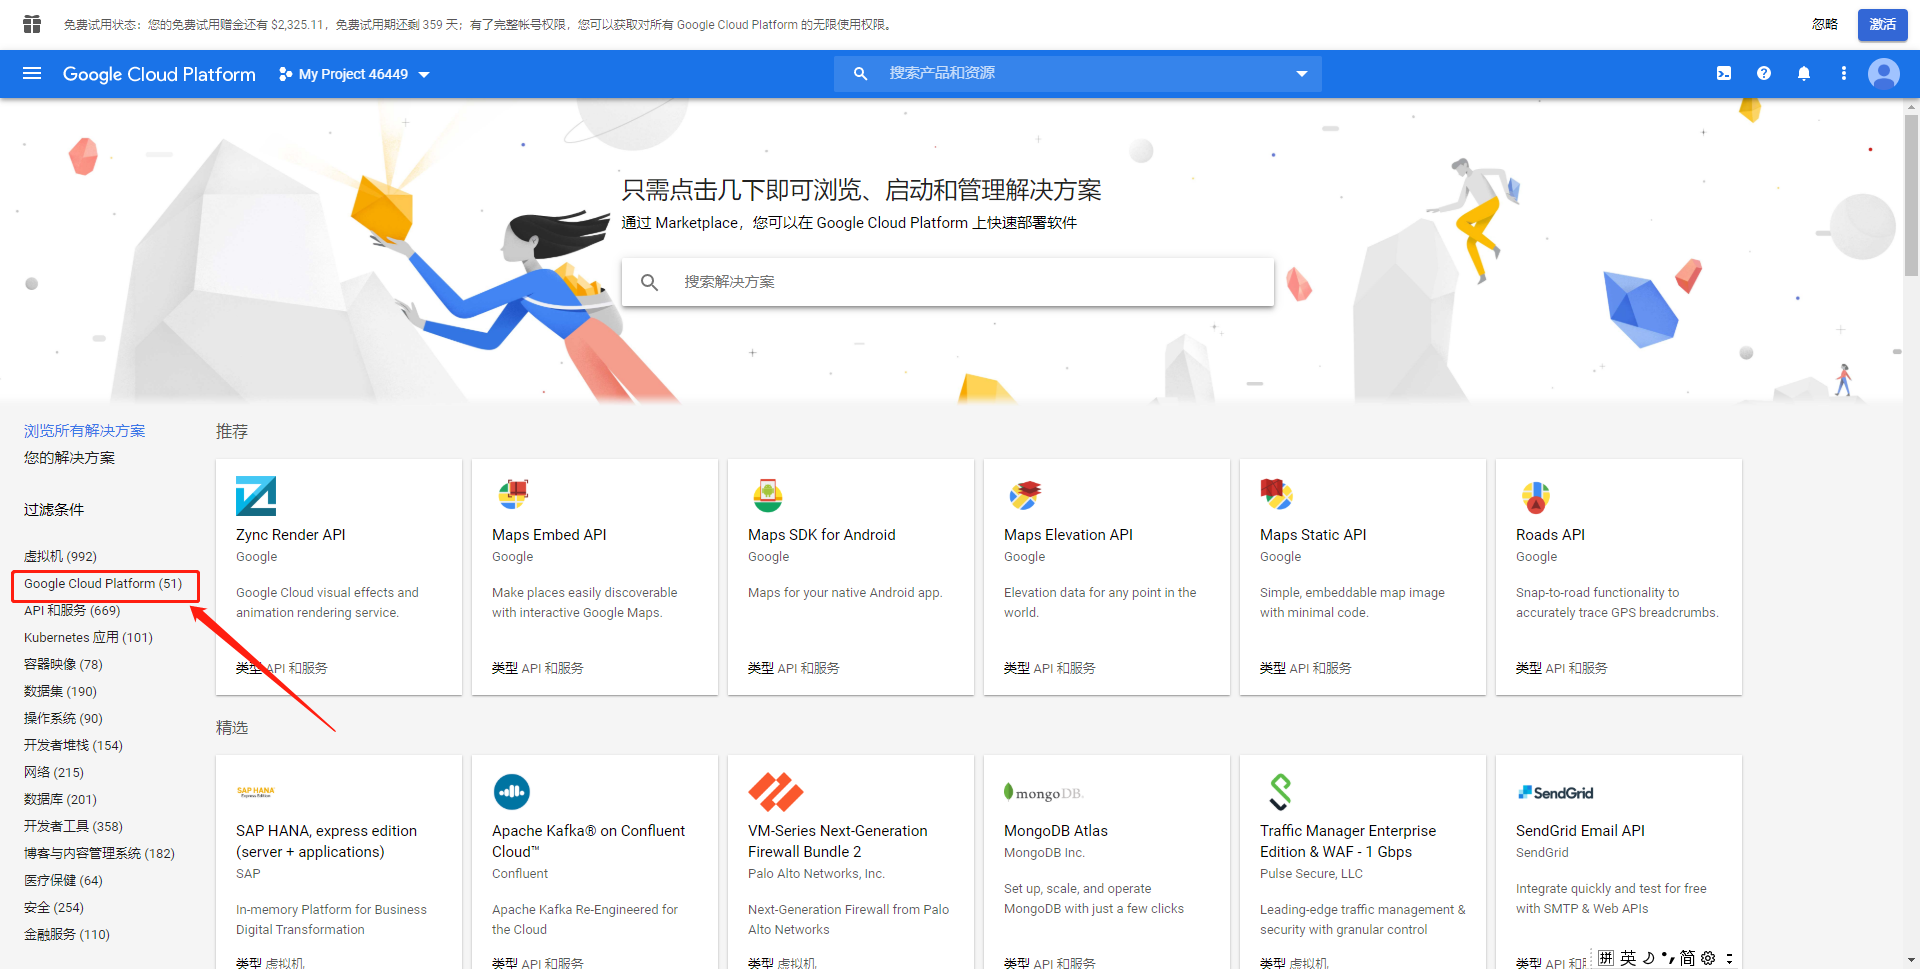 免费试用状态：您的免费试用赠金还有 $2,325.11，免费试用期还剩 359 天；有了完整帐号权限，您可以获取对所有 Google Cloud Platform 的无限使用权限。
忽略
激活
Google Cloud Platform
My Project 46449
搜索产品和资源
只需点击几下即可浏览、启动和管理解决方案
通过 Marketplace，您可以在 Google Cloud Platform 上快速部署软件
搜索解决方案
浏览所有解决方案
您的解决方案
过滤条件
虚拟机 (992)
Google Cloud Platform (51)
API 和服务 (669)
Kubernetes 应用 (101)
容器映像 (78)
数据集 (190)
操作系统 (90)
开发者堆栈 (154)
网络 (215)
数据库 (201)
开发者工具 (358)
博客与内容管理系统 (182)
医疗保健 (64)
安全 (254)
金融服务 (110)
推荐
Zync Render API
Google
Google Cloud visual effects and
animation rendering service.
类型 API 和服务
Maps Embed API
Google
Make places easily discoverable
with interactive Google Maps.
类型 API 和服务
Maps SDK for Android
Google
Maps for your native Android app.
类型 API 和服务
Maps Elevation API
Google
Elevation data for any point in the
world.
类型 API 和服务
Maps Static API
Google
Simple, embeddable map image
with minimal code.
类型 API 和服务
Roads API
Google
Snap-to-road functionality to
accurately trace GPS breadcrumbs.
类型 API 和服务
精选
SAP HANA
Express Edition
SAP HANA, express edition
(server + applications)
SAP
In-memory Platform for Business
Digital Transformation
类型 虚拟机
Apache Kafka® on Confluent
Cloud™
Confluent
Apache Kafka Re-Engineered for
the Cloud
类型 API 和服务
VM-Series Next-Generation
Firewall Bundle 2
Palo Alto Networks, Inc.
Next-Generation Firewall from Palo
Alto Networks
类型 虚拟机
mongoDB.
MongoDB Atlas
MongoDB Inc.
Set up, scale, and operate
MongoDB with just a few clicks
类型 API 和服务
Traffic Manager Enterprise
Edition & WAF - 1 Gbps
Pulse Secure, LLC
Leading-edge traffic management &
security with granular control
类型 虚拟机
SendGrid
SendGrid Email API
SendGrid
Integrate quickly and test for free
with SMTP & Web APIs
类型 API 和
拼 英 简